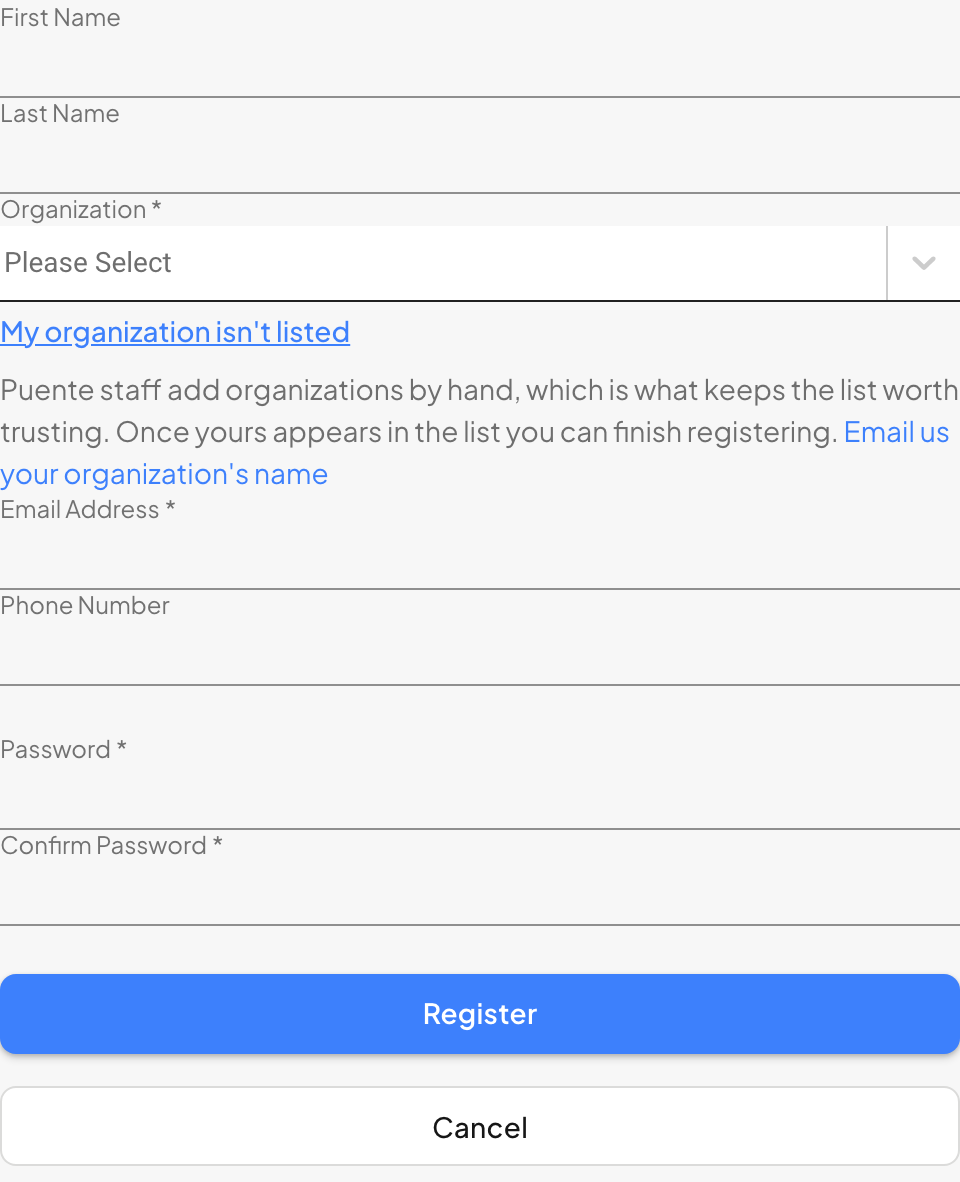 First Name
Last Name
Organization *
Please Select
My organization isn't listed
Puente staff add organizations by hand, which is what keeps the list worth
trusting. Once yours appears in the list you can finish registering. Email us
your organization's name
Email Address *
Phone Number
Password *
Confirm Password *
Register
Cancel